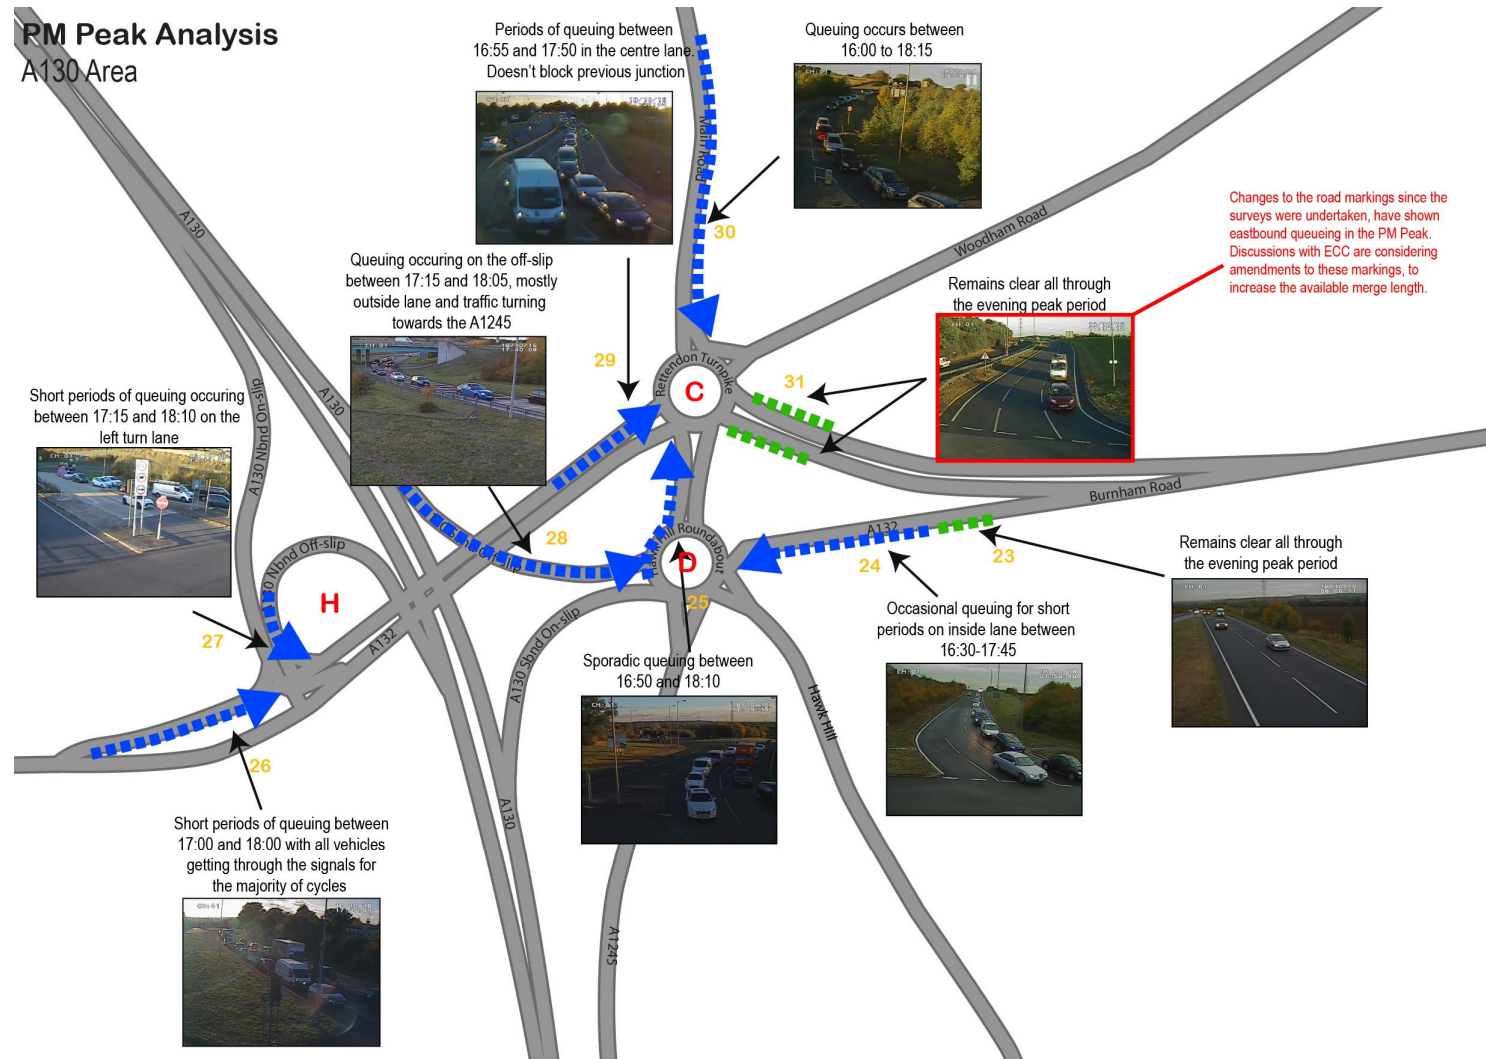 PM Peak Analysis
A130 Area
Periods of queuing between
16:55 and 17:50 in the centre lane.
Doesn't block previous junction
Queuing occurs between
16:00 to 18:15
Changes to the road markings since the
surveys were undertaken, have shown
eastbound queueing in the PM Peak.
Discussions with ECC are considering
amendments to these markings, to
increase the available merge length.
Main Road
30
Woodham Road
A130
Queuing occuring on the off-slip
between 17:15 and 18:05, mostly
outside lane and traffic turning
towards the A1245
Remains clear all through
the evening peak period
CH:01
29
Rettendon Turnpike
C
31
A130
Short periods of queuing occuring
between 17:15 and 18:10 on the
left turn lane
A130 Nbnd On-slip
Burnham Road
A132
28
Off-slip
Hawk Hill Roundabout
D
24
23
Remains clear all through
the evening peak period
A130 Nbnd Off-slip
H
25
Occasional queuing for short
periods on inside lane between
16:30-17:45
27
A132
A130 Sbnd On-slip
Sporadic queuing between
16:50 and 18:10
Hawk Hill
26
A130
Short periods of queuing between
17:00 and 18:00 with all vehicles
getting through the signals for
the majority of cycles
A1245